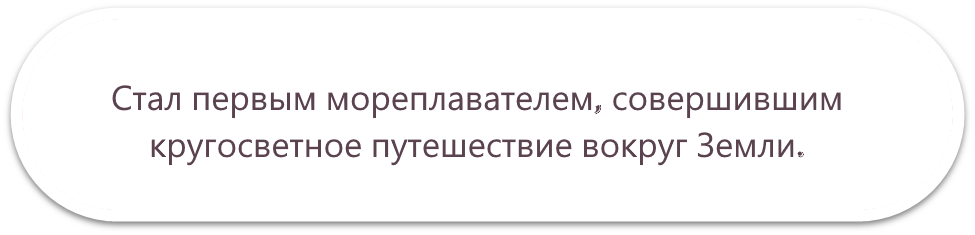 Стал первым мореплавателем, совершившим
кругосветное путешествие вокруг Земли.